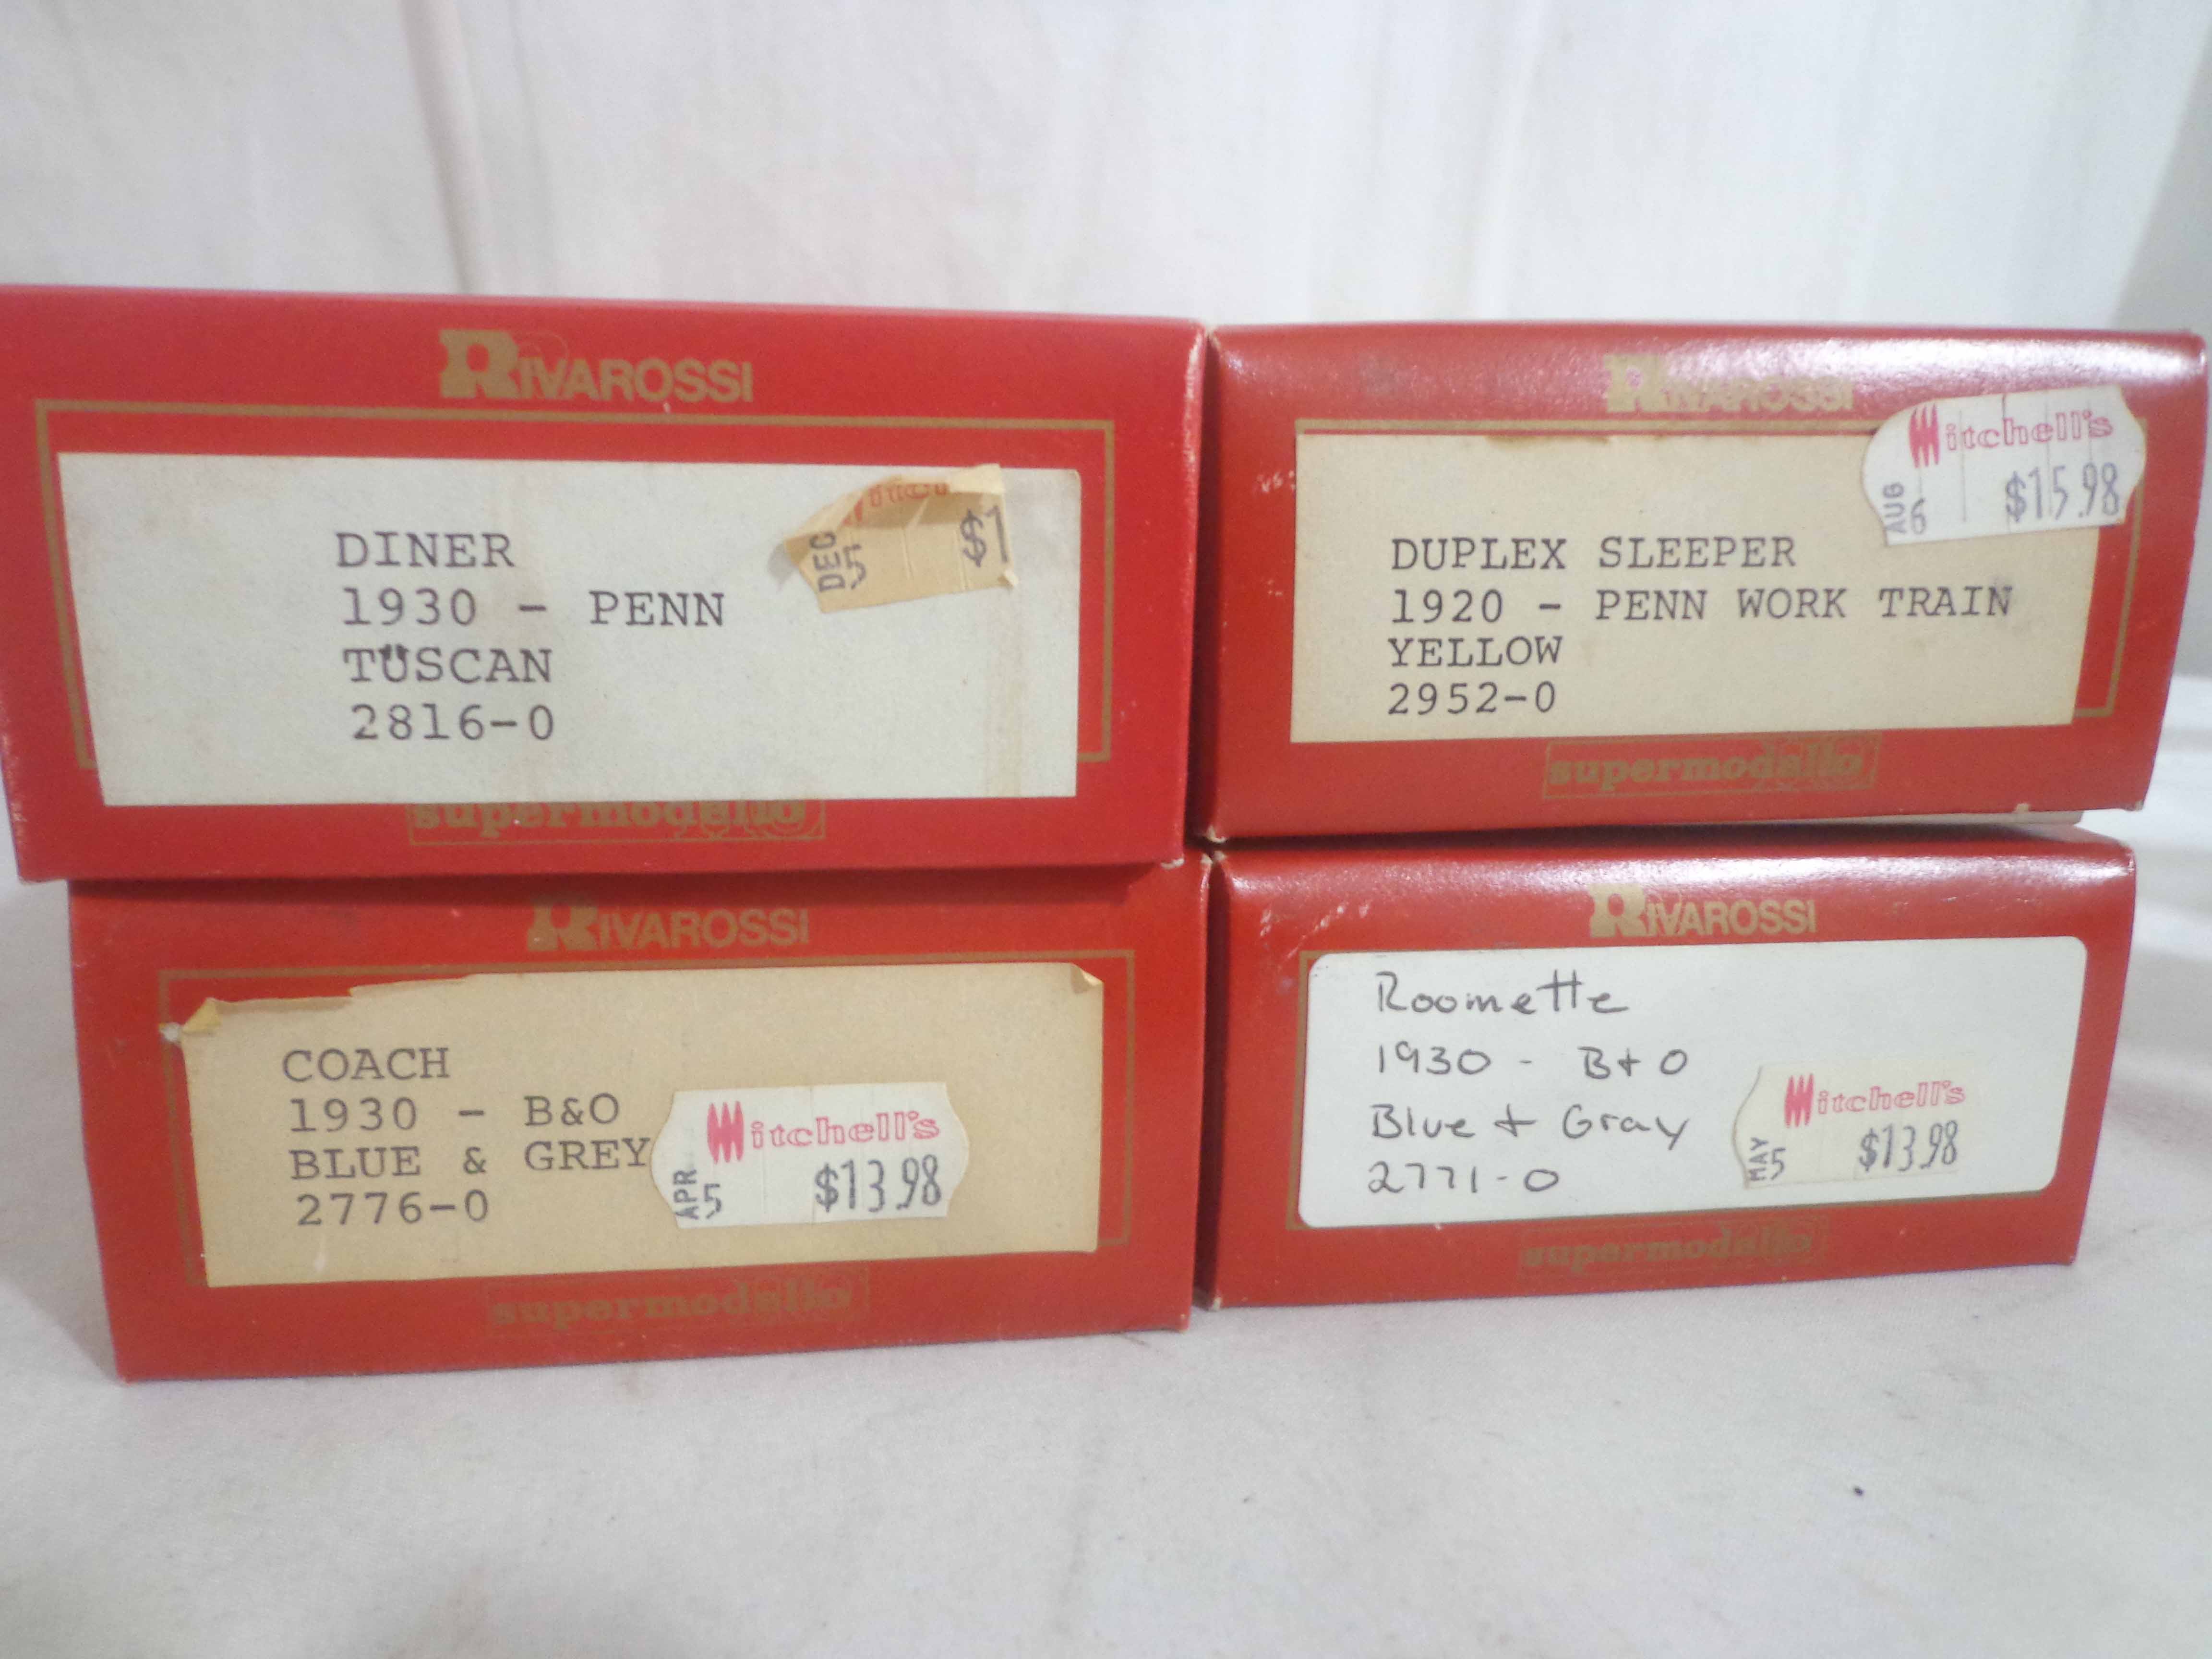 RIVAROSSI
DINER
1930 - PENN
TUSCAN
2816-0
DEC
5
$1
supermodello
RIVAROSSI
Mitchell's
AUG
6
$15.98
DUPLEX SLEEPER
1920 - PENN WORK TRAIN
YELLOW
2952-0
supermodello
RIVAROSSI
COACH
1930 - B&O
BLUE & GREY
2776-0
Mitchell's
APR
5
$13.98
supermodello
RIVAROSSI
Roomette
1930 - B+O
Blue + Gray
2771-0
Mitchell's
MAY
5
$13.98
supermodello